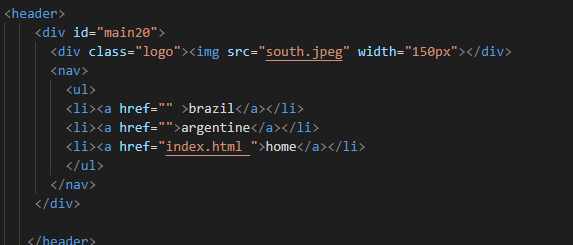 <header>
<div id="main20">
<div class="logo"><img src="south.jpeg" width="150px"></div>
<nav>
<ul>
<li><a href="" >brazil</a></li>
<li><a href="">argentine</a></li>
<li><a href="index.html ">home</a></li>
</ul>
</nav>
</div>
</header>